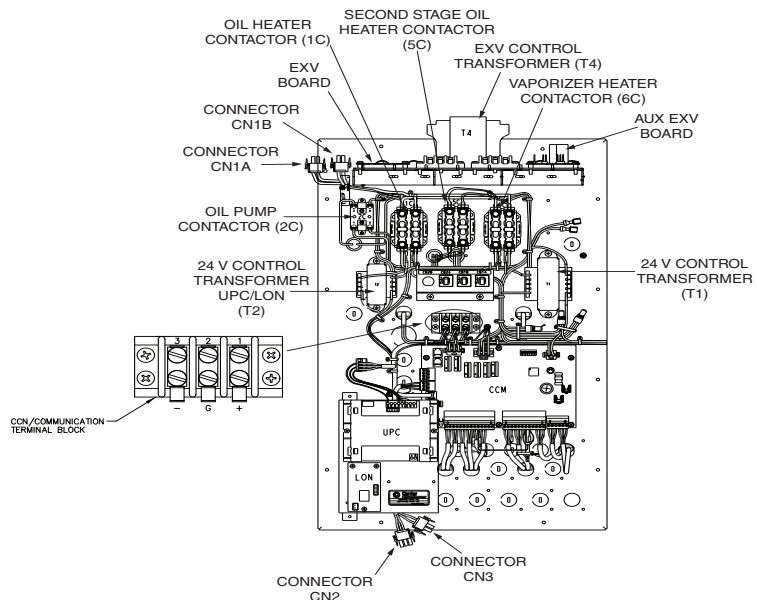 SECOND STAGE OIL
HEATER CONTACTOR
(5C)
OIL HEATER
CONTACTOR (1C)
EXV CONTROL
TRANSFORMER (T4)
EXV
BOARD
VAPORIZER HEATER
CONTACTOR (6C)
CONNECTOR
CN1B
AUX EXV
BOARD
T4
CONNECTOR
CN1A
OIL PUMP
CONTACTOR (2C)
24 V CONTROL
TRANSFORMER
UPC/LON
(T2)
T2
T1
24 V CONTROL
TRANSFORMER
(T1)
3 2 1
- G +
CCN/COMMUNICATION
TERMINAL BLOCK
CCM
UPC
LON
CONNECTOR
CN3
CONNECTOR
CN2